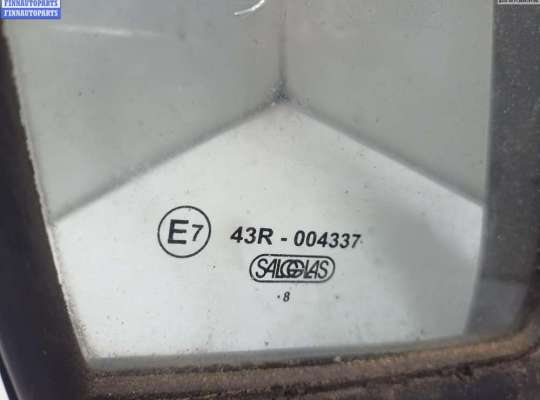 FINNAUTOPARTS
FINNAUTOPARTS
E7 43R - 004337
SALGGLAS
.8